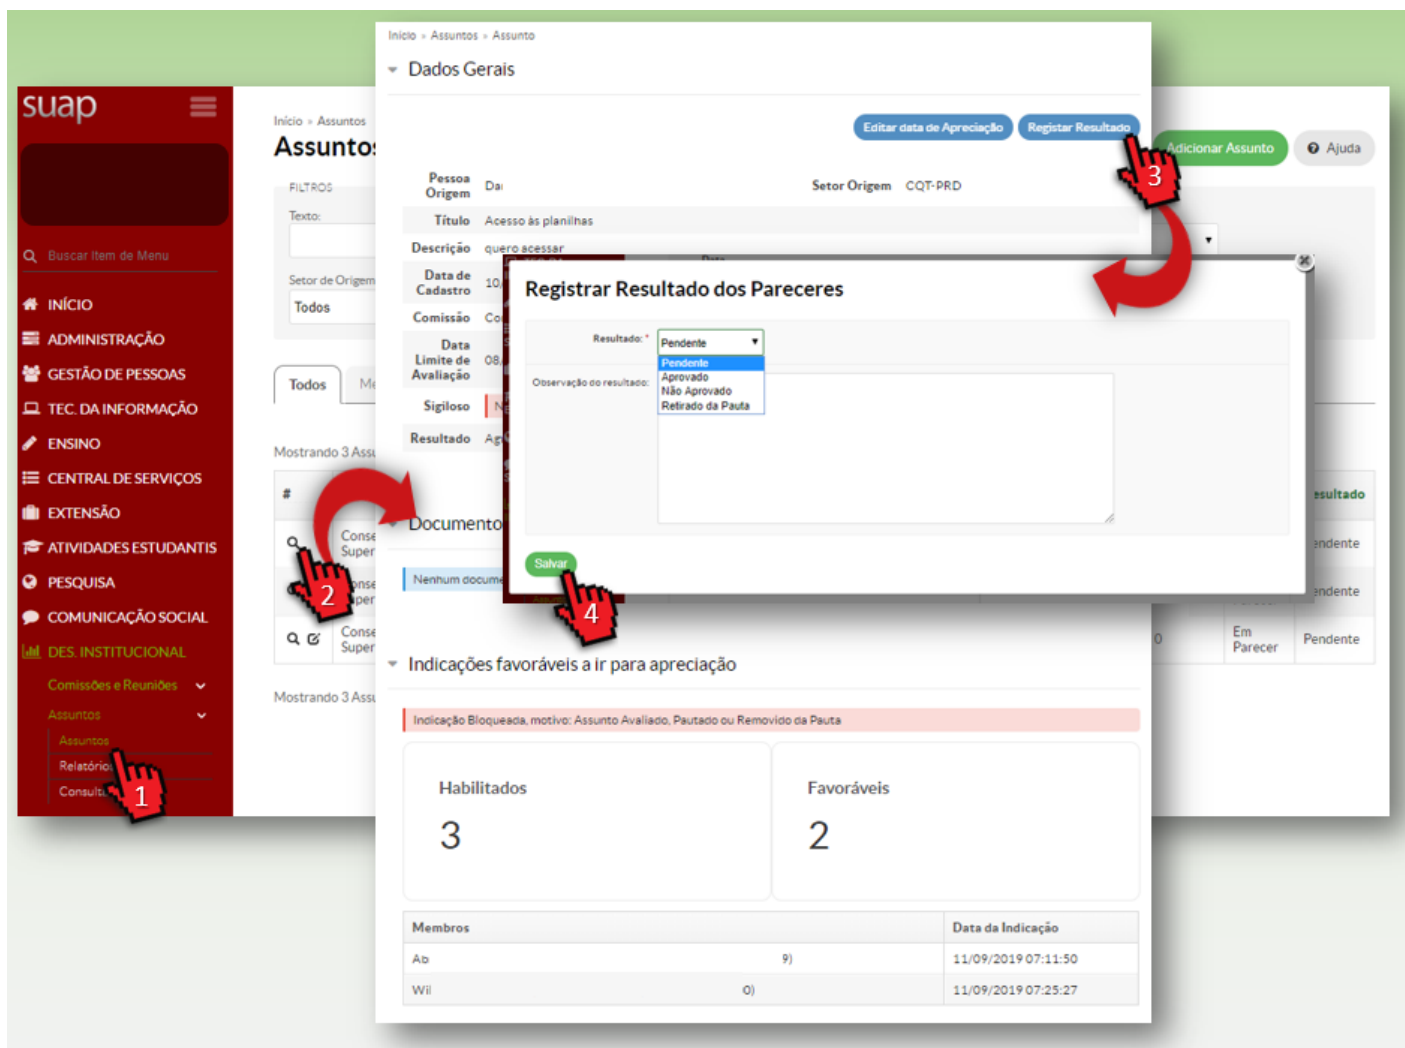 suap
Buscar Item de Menu
INÍCIO
ADMINISTRAÇÃO
GESTÃO DE PESSOAS
TEC. DA INFORMAÇÃO
ENSINO
CENTRAL DE SERVIÇOS
EXTENSÃO
ATIVIDADES ESTUDANTIS
PESQUISA
COMUNICAÇÃO SOCIAL
DES. INSTITUCIONAL
Comissões e Reuniões
Assuntos
Assuntos
1
Início » Assuntos
Assuntos
Adicionar Assunto
Ajuda
FILTROS
Texto:
Setor de Origem
Todos
Todos
Mostrando 3
#
Resultado
2
Em Parecer
Pendente
Mostrando 3
Início » Assuntos » Assunto
Dados Gerais
Editar data de Apreciação
Registar Resultado
3
Pessoa Origem
Setor Origem CQT-PRD
Título Acesso às planilhas
Descrição quero acessar
Data de Cadastro 10
Comissão
Data Limite de Avaliação 08
Sigiloso
Resultado
Registrar Resultado dos Pareceres
Resultado: * Pendente
Pendente
Aprovado
Não Aprovado
Retirado da Pauta
Observação do resultado:
Salvar
4
Nenhum
Indicações favoráveis a ir para apreciação
Indicação Bloqueada, motivo: Assunto Avaliado, Pautado ou Removido da Pauta
Habilitados
3
Favoráveis
2
Membros Data da Indicação
Ab 9) 11/09/2019 07:11:50
Wil 0) 11/09/2019 07:25:27